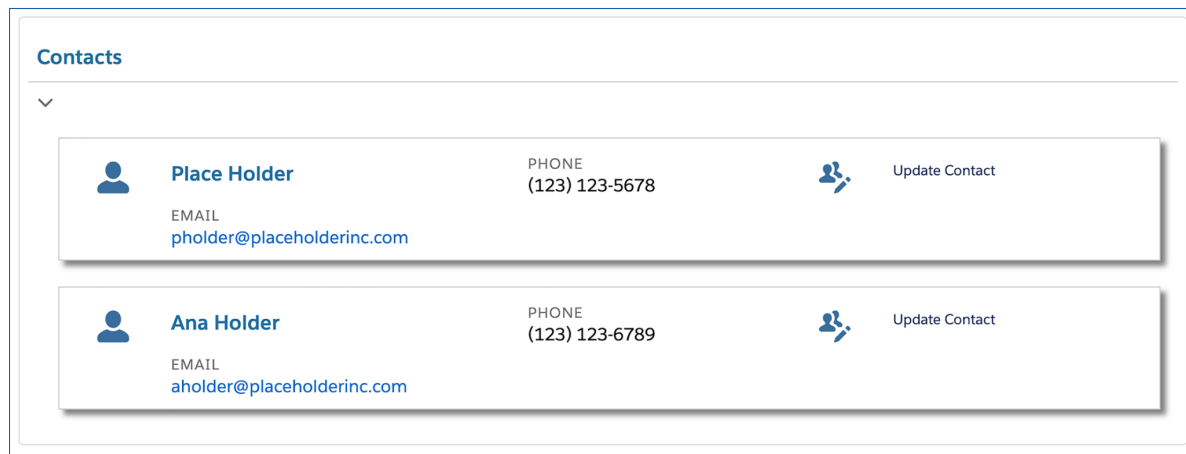 Contacts
Place Holder
PHONE
(123) 123-5678
Update Contact
EMAIL
pholder@placeholderinc.com
Ana Holder
PHONE
(123) 123-6789
Update Contact
EMAIL
aholder@placeholderinc.com